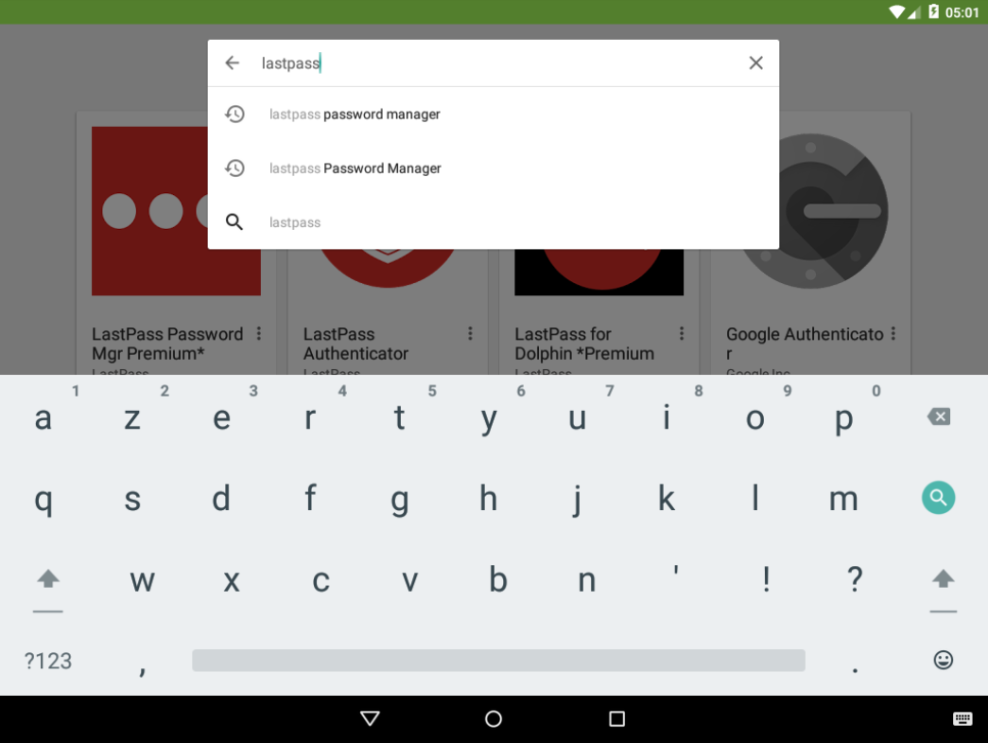 05:01
lastpass
lastpass password manager
lastpass Password Manager
lastpass
LastPass Password
Mgr Premium*
LastPass
LastPass
Authenticator
LastPass
LastPass for
Dolphin *Premium
LastPass
Google Authenticato
r
Google Inc.
1 2 3 4 5 6 7 8 9 0
a z e r t y u i o p
q s d f g h j k l m
w x c v b n ' ! ?
?123 , .